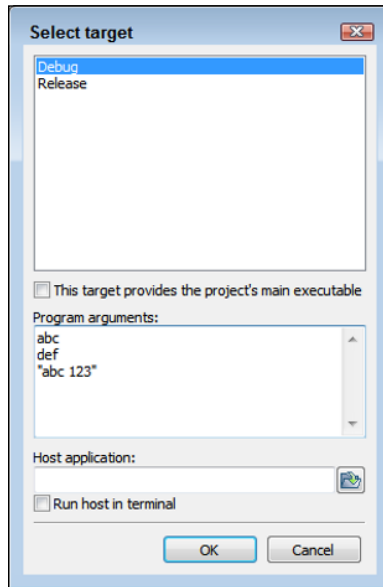 Select target
Debug
Release
This target provides the project's main executable
Program arguments:
abc
def
"abc 123"
Host application:
Run host in terminal
OK
Cancel